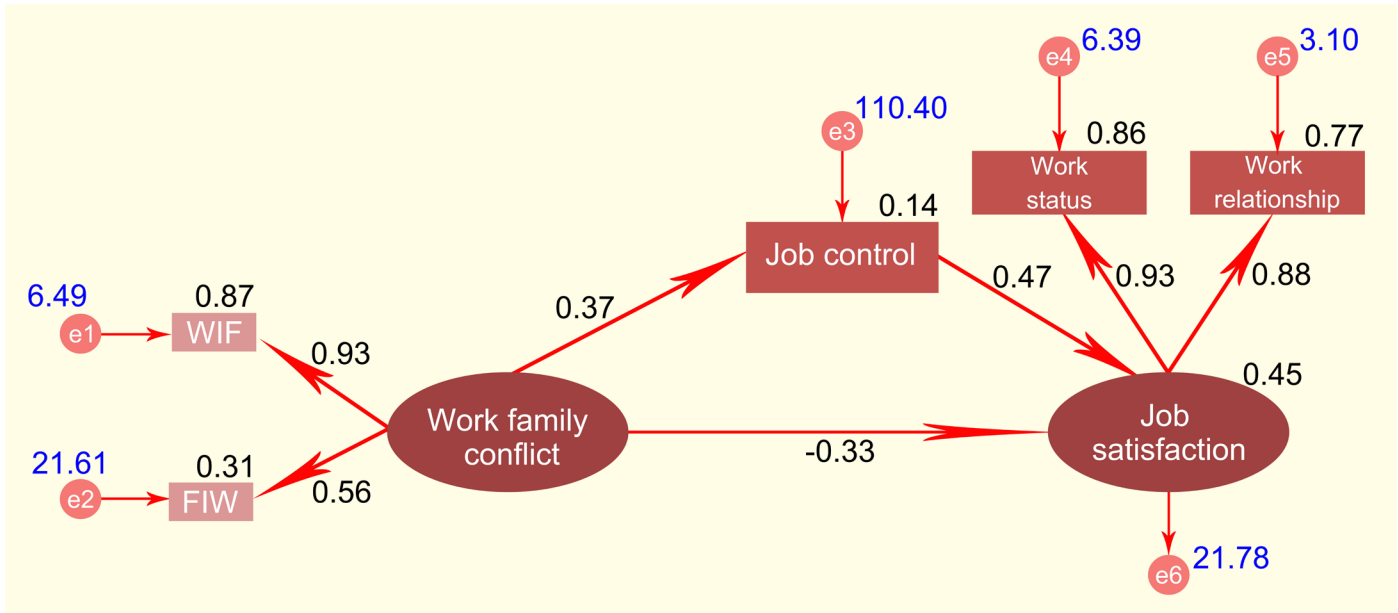 e4
6.39
e5
3.10
e3
110.40
0.86
0.77
Work
status
Work
relationship
0.14
Job control
0.47
0.93
0.88
0.37
6.49
e1
0.87
WIF
0.93
0.45
Work family
conflict
Job
satisfaction
-0.33
21.61
e2
0.31
FIW
0.56
e6
21.78